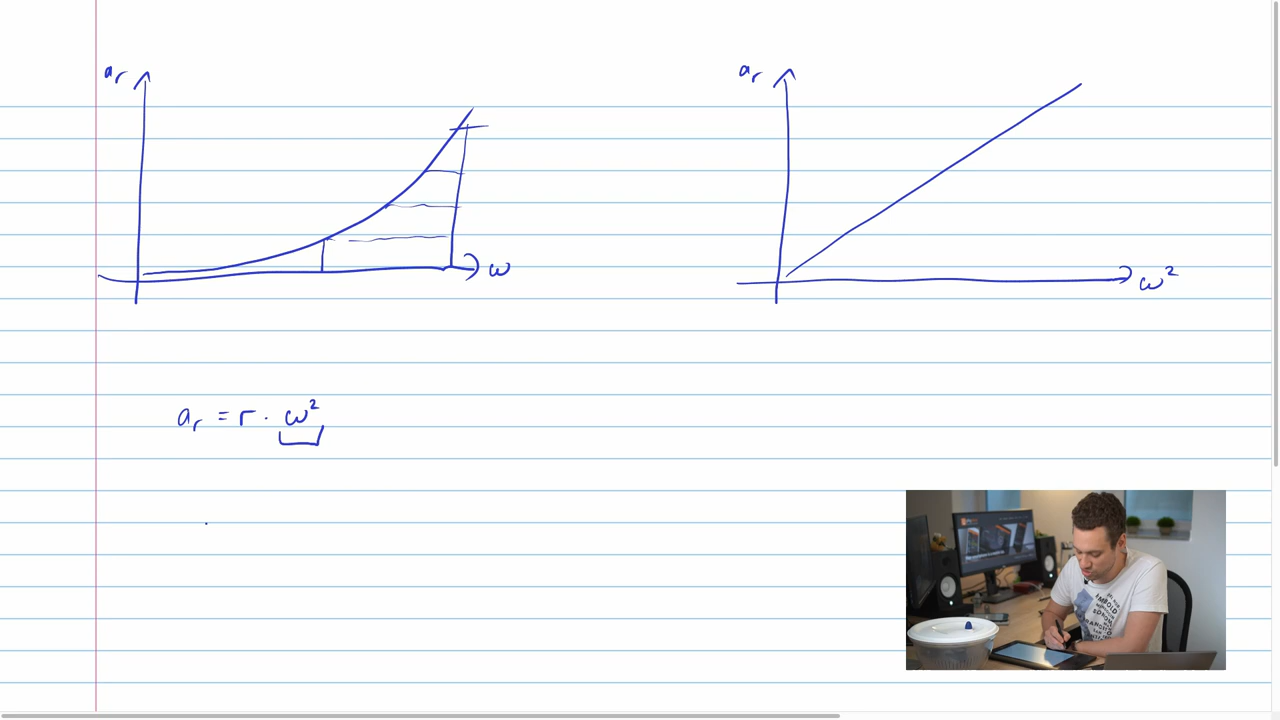 aᵣ
aᵣ
ω
ω²
aᵣ = r · ω²